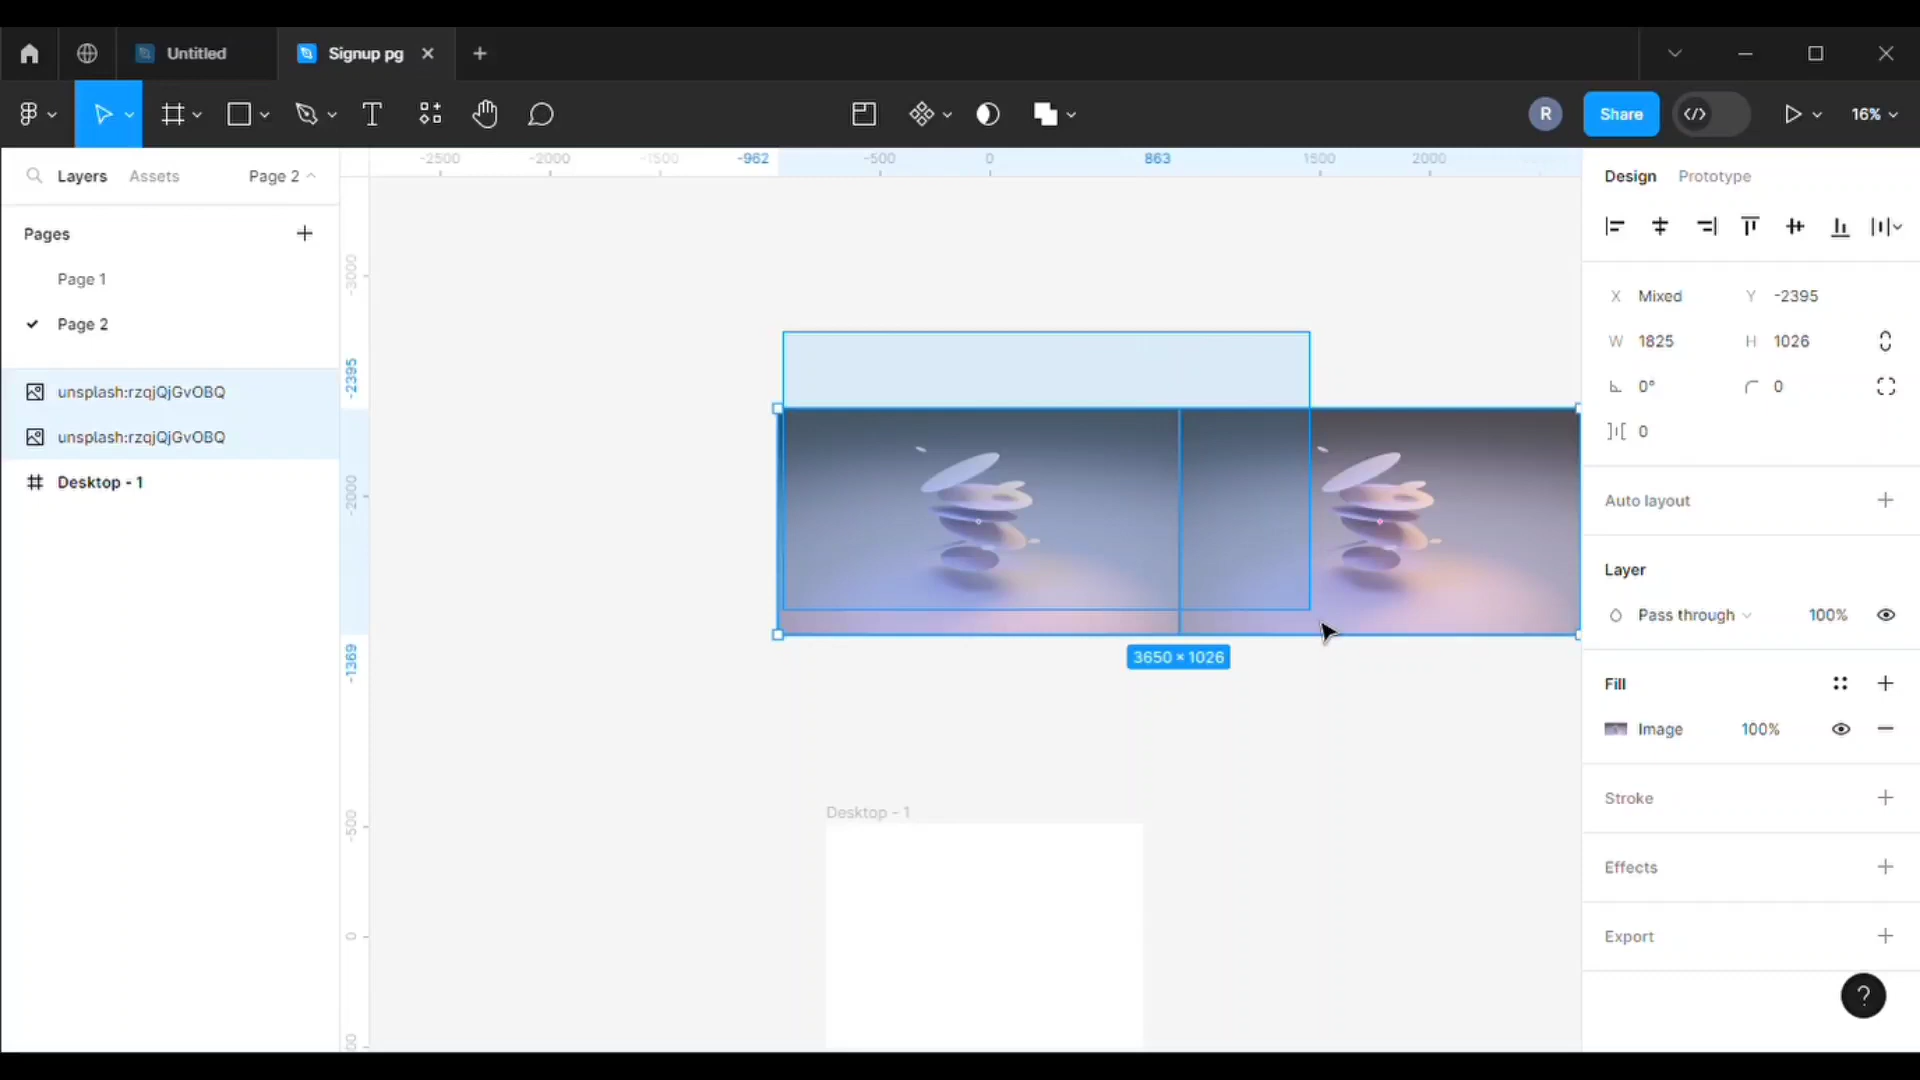 Untitled
Signup pg
R
Share
16%
Layers
Assets
Page 2
Pages
Page 1
Page 2
unsplash:rzqjQjGvOBQ
unsplash:rzqjQjGvOBQ
Desktop - 1
-2500
-2000
-1500
-962
-500
0
863
1500
2000
-3000
-2395
-2000
-1369
-500
0
3650 × 1026
Desktop - 1
Design
Prototype
X Mixed
Y -2395
W 1825
H 1026
0°
0
0
Auto layout
Layer
Pass through
100%
Fill
Image
100%
Stroke
Effects
Export
?